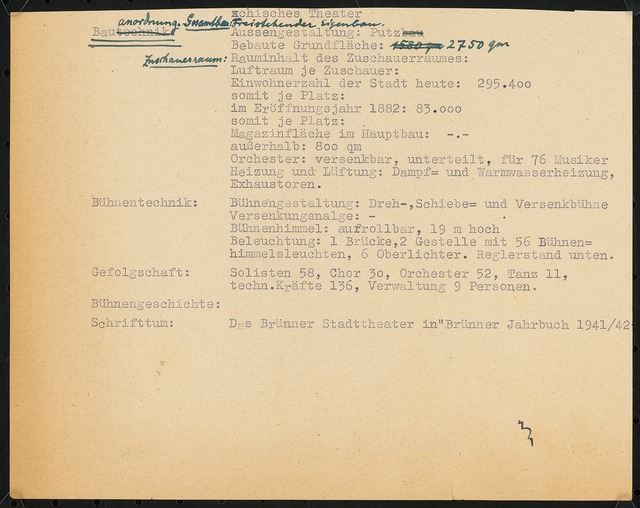 xchisches Theater
anordnung. Gesamtbau: Freistehender Eigenbau.
Bautechnik: Aussengestaltung: Putzbau
Bebaute Grundfläche: 1580 qm 2750 qm
Zuschauerraum: Rauminhalt des Zuschauerraumes:
Luftraum je Zuschauer:
Einwohnerzahl der Stadt heute: 295.400
somit je Platz:
im Eröffnungsjahr 1882: 83.000
somit je Platz:
Magazinfläche im Hauptbau: -.-
außerhalb: 800 qm
Orchester: versenkbar, unterteilt, für 76 Musiker
Heizung und Lüftung: Dampf= und Warmwasserheizung,
Exhaustoren.
Bühnentechnik: Bühnengestaltung: Dreh-,Schiebe= und Versenkbühne
Versenkungsnalge: -
Bühnenhimmel: aufrollbar, 19 m hoch
Beleuchtung: 1 Brücke,2 Gestelle mit 56 Bühnen=
himmelsleuchten, 6 Oberlichter. Reglerstand unten.
Gefolgschaft: Solisten 58, Chor 30, Orchester 52, Tanz 11,
techn.Kräfte 136, Verwaltung 9 Personen.
Bühnengeschichte:
Schrifttum: Das Brünner Stadttheater in"Brünner Jahrbuch 1941/42